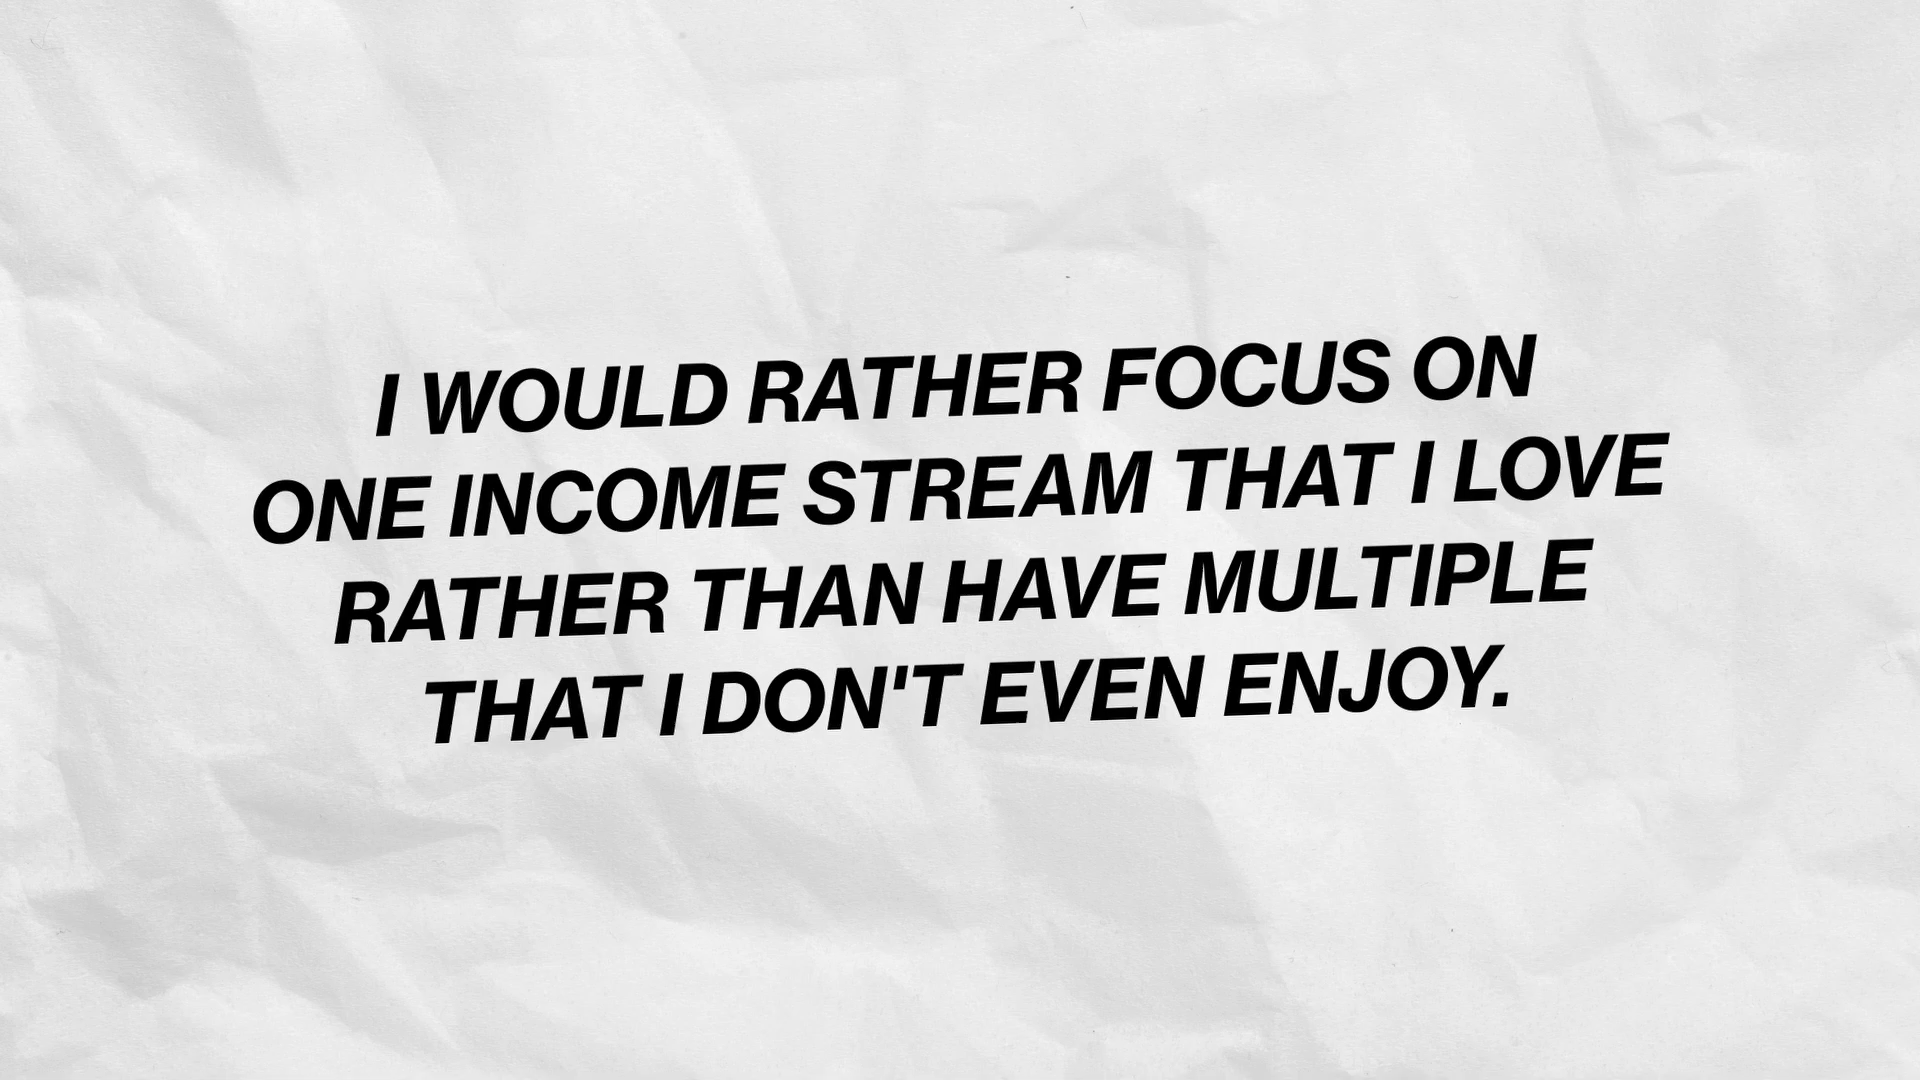 I WOULD RATHER FOCUS ON
ONE INCOME STREAM THAT I LOVE
RATHER THAN HAVE MULTIPLE
THAT I DON'T EVEN ENJOY.